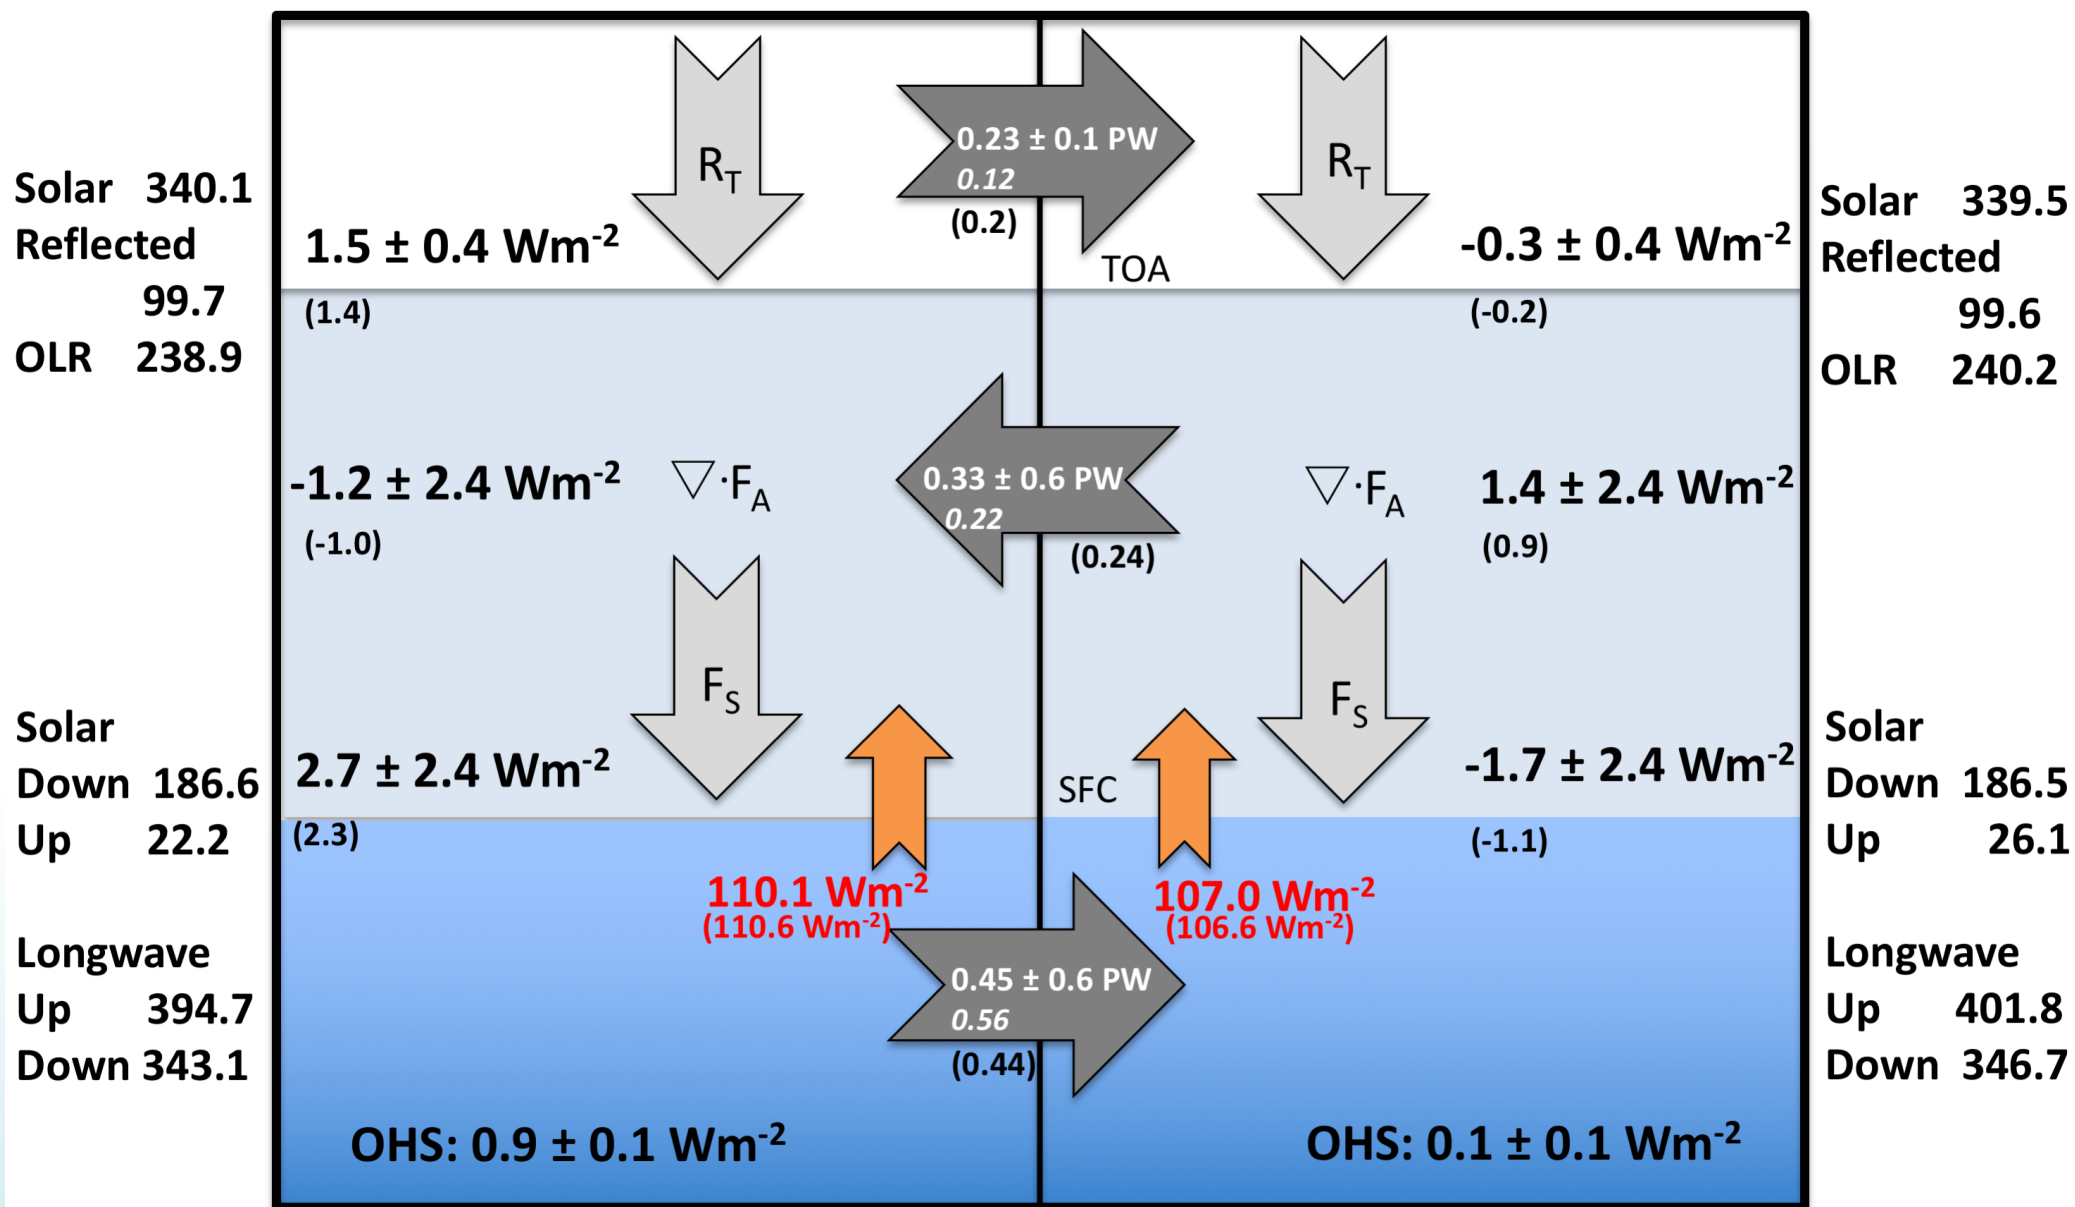 Solar 340.1
Reflected
99.7
OLR 238.9
Solar
Down 186.6
Up 22.2
Longwave
Up 394.7
Down 343.1
R_T
1.5 ± 0.4 Wm⁻²
(1.4)
-1.2 ± 2.4 Wm⁻²
(-1.0)
▽·F_A
F_S
2.7 ± 2.4 Wm⁻²
(2.3)
110.1 Wm⁻²
(110.6 Wm⁻²)
OHS: 0.9 ± 0.1 Wm⁻²
0.23 ± 0.1 PW
0.12
(0.2)
TOA
0.33 ± 0.6 PW
0.22
(0.24)
SFC
0.45 ± 0.6 PW
0.56
(0.44)
R_T
-0.3 ± 0.4 Wm⁻²
(-0.2)
▽·F_A
1.4 ± 2.4 Wm⁻²
(0.9)
F_S
-1.7 ± 2.4 Wm⁻²
(-1.1)
107.0 Wm⁻²
(106.6 Wm⁻²)
OHS: 0.1 ± 0.1 Wm⁻²
Solar 339.5
Reflected
99.6
OLR 240.2
Solar
Down 186.5
Up 26.1
Longwave
Up 401.8
Down 346.7